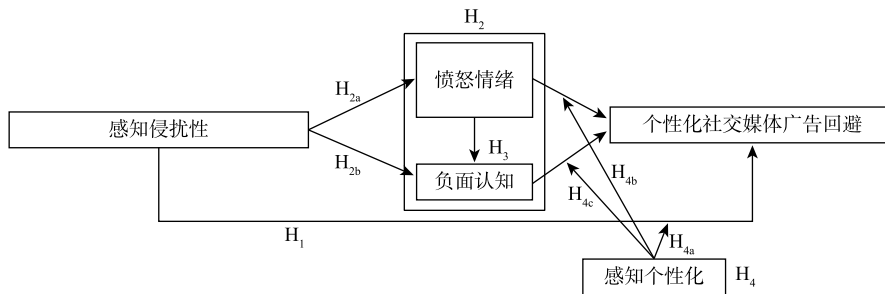 H₂
愤怒情绪
H₂ₐ
感知侵扰性
个性化社交媒体广告回避
H₃
H₂b
负面认知
H₄b
H₄c
H₁
H₄ₐ
感知个性化
H₄